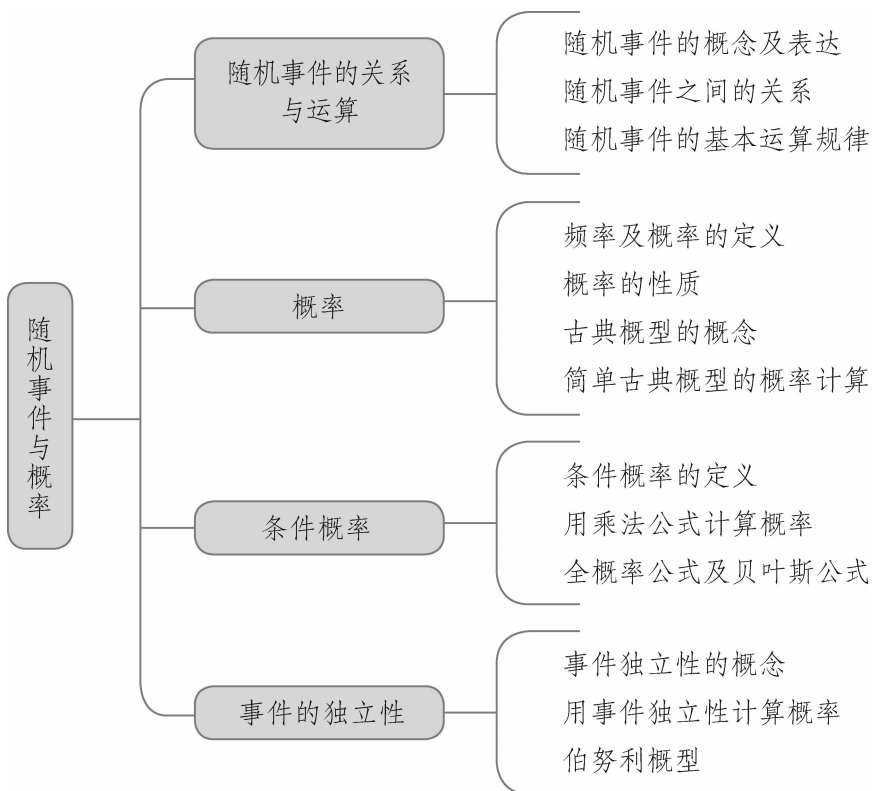 随机事件与概率
随机事件的关系
与运算
随机事件的概念及表达
随机事件之间的关系
随机事件的基本运算规律
概率
频率及概率的定义
概率的性质
古典概型的概念
简单古典概型的概率计算
条件概率
条件概率的定义
用乘法公式计算概率
全概率公式及贝叶斯公式
事件的独立性
事件独立性的概念
用事件独立性计算概率
伯努利概型